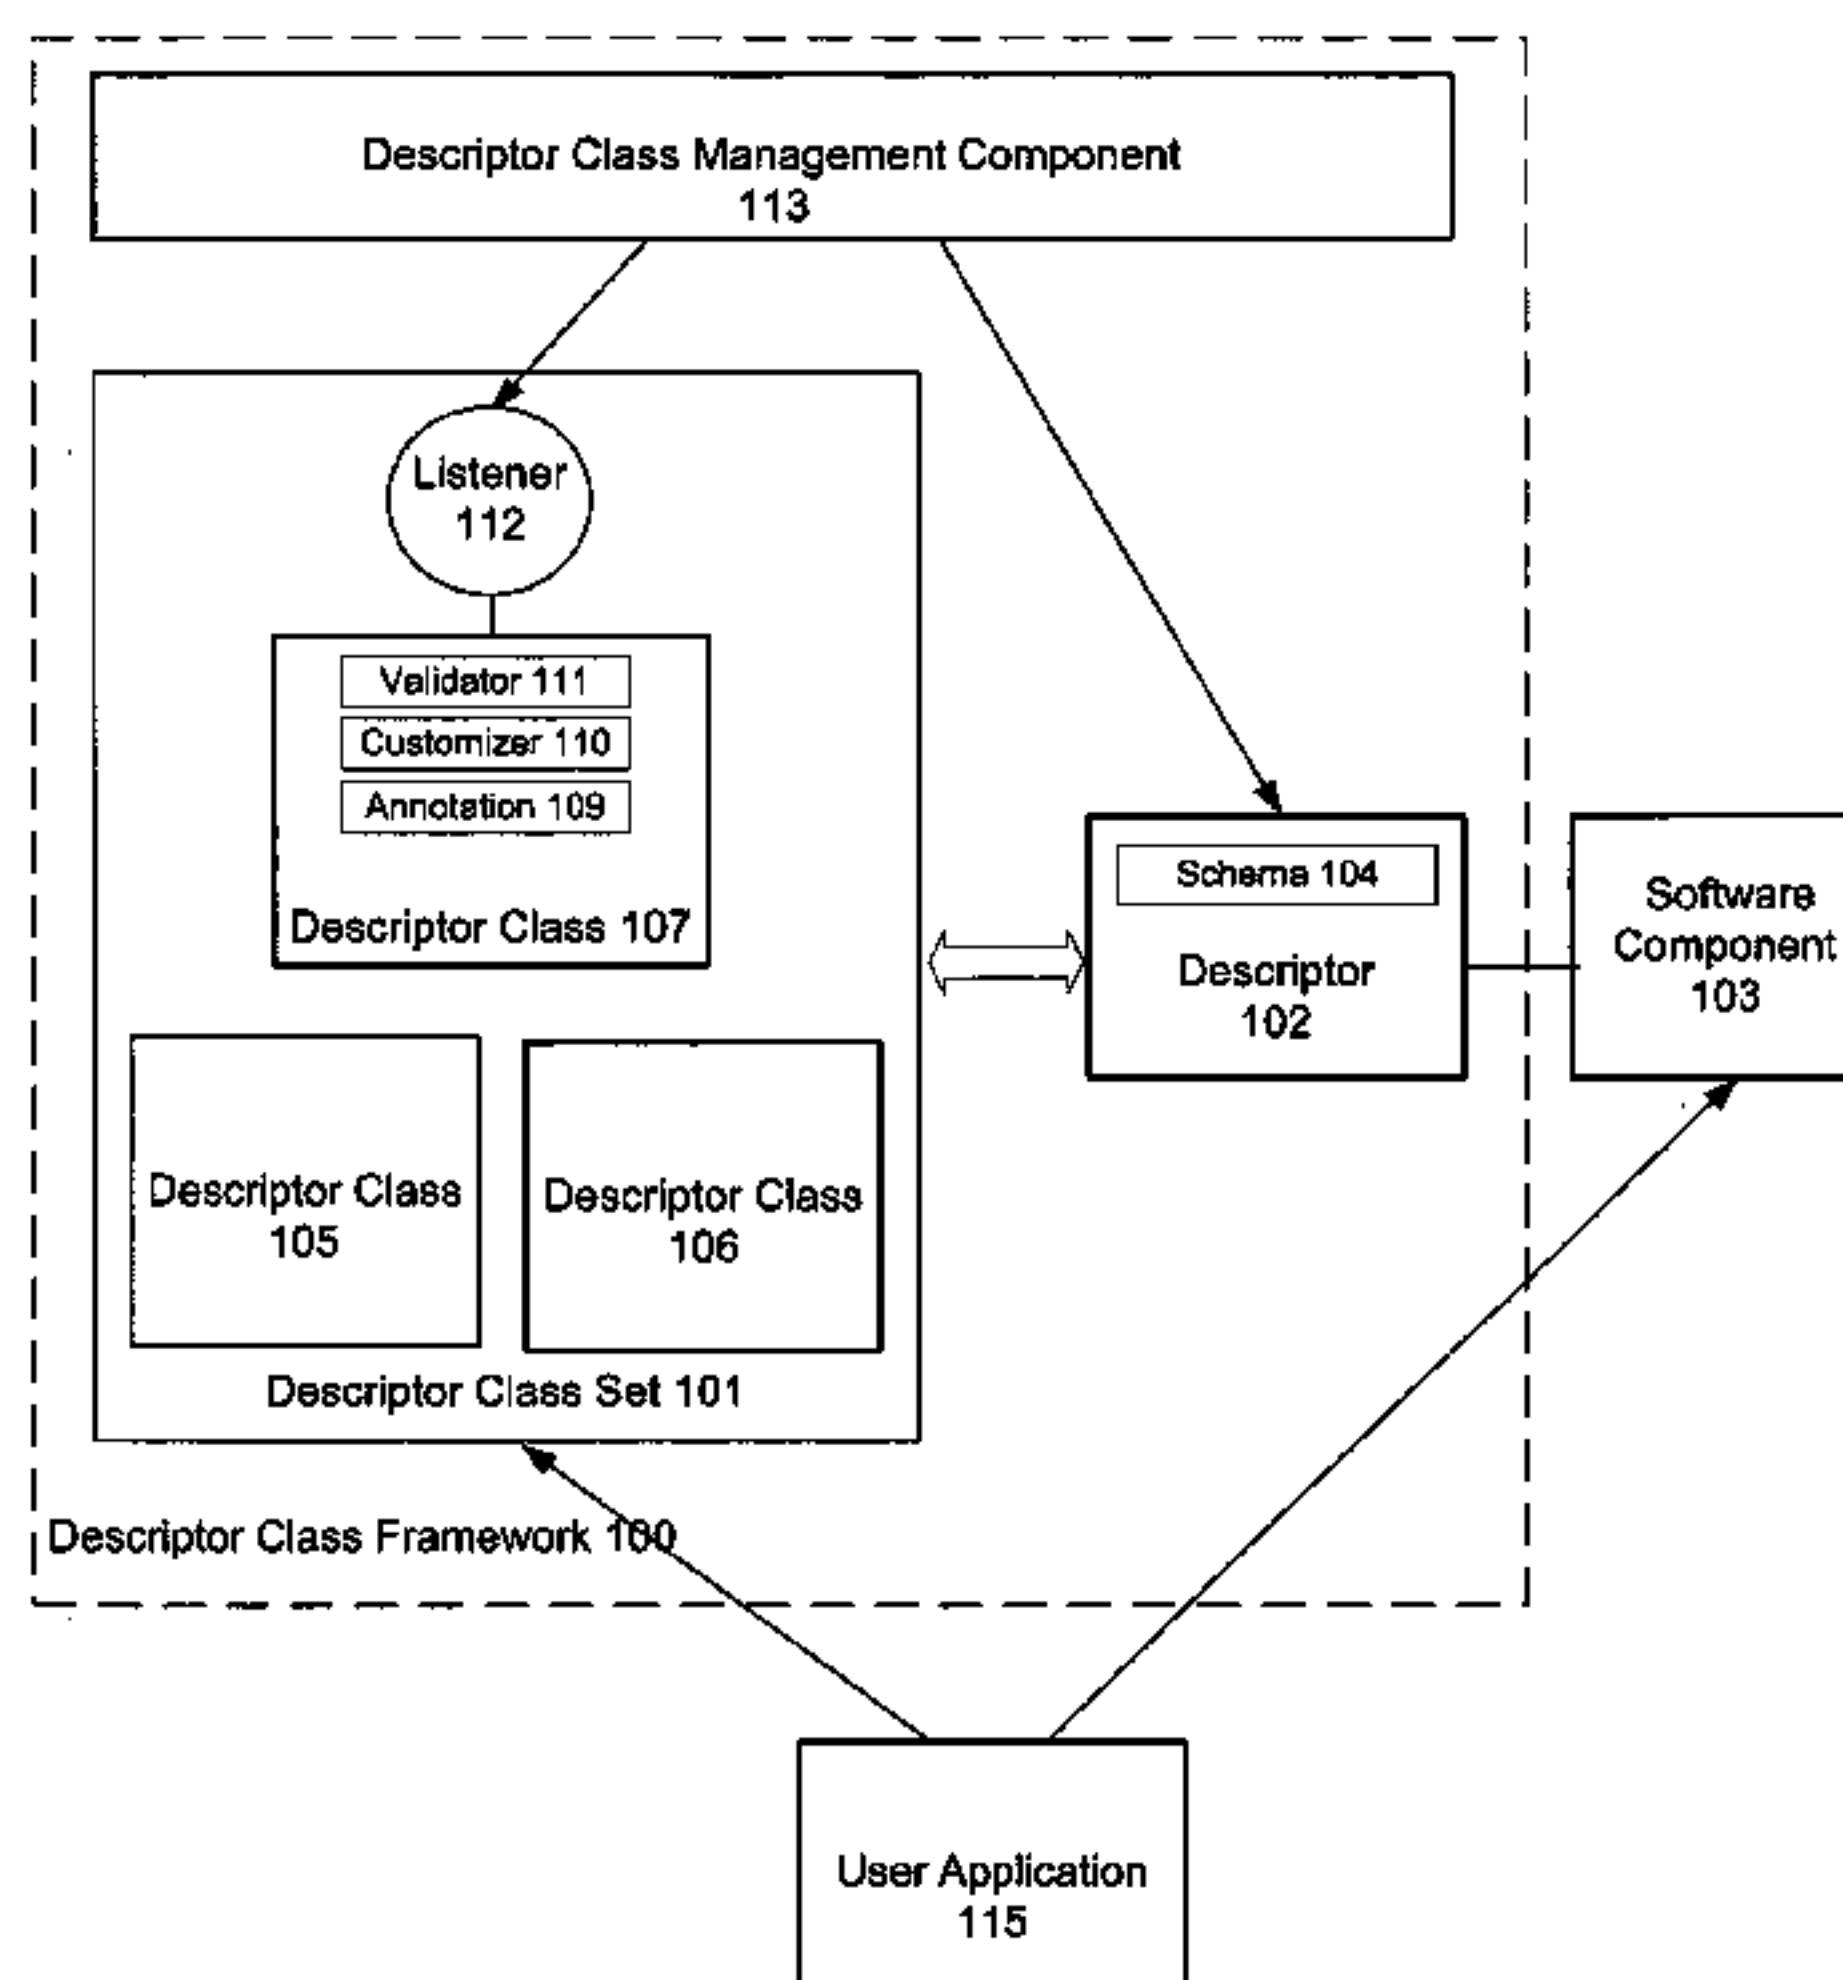 Descriptor Class Management Component
113
Listener
112
Validator 111
Customizer 110
Annotation 109
Descriptor Class 107
Schema 104
Descriptor
102
Software
Component
103
Descriptor Class
105
Descriptor Class
106
Descriptor Class Set 101
Descriptor Class Framework 100
User Application
115